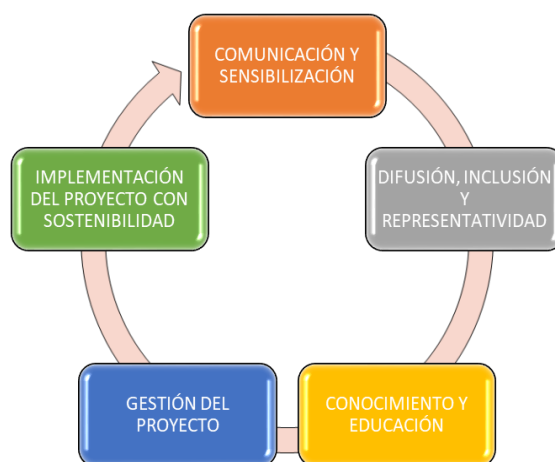 COMUNICACIÓN Y
SENSIBILIZACIÓN
DIFUSIÓN, INCLUSIÓN
Y
REPRESENTATIVIDAD
CONOCIMIENTO Y
EDUCACIÓN
GESTIÓN DEL
PROYECTO
IMPLEMENTACIÓN
DEL PROYECTO CON
SOSTENIBILIDAD